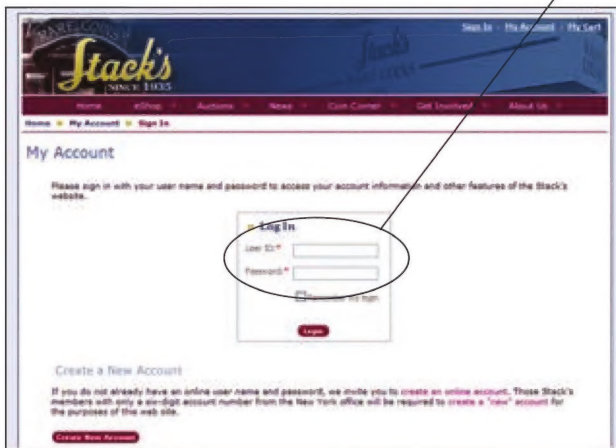 RARE COINS
Stack's
SINCE 1935
Stack's
Sign In - My Account - My Cart
Home eShop Auctions News Coin Corner Get Involved About Us
Home My Account Sign In
My Account
Please sign in with your user name and password to access your account information and other features of the Stack's
website.
Log In
User ID:*
Password:*
Remember my login
Login
Create a New Account
If you do not already have an online user name and password, we invite you to create an online account. Those Stack's
members with only a six-digit account number from the New York office will be required to create a "new" account for
the purposes of this web site.
Create New Account